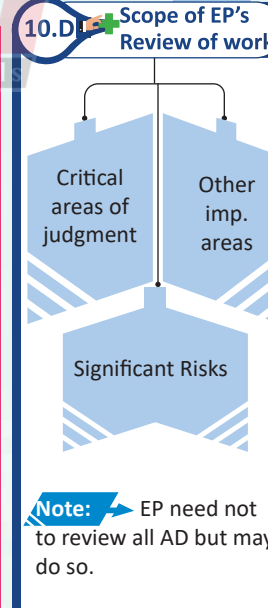 10.D Scope of EP's
Review of work
Critical
areas of
judgment
Other
imp.
areas
Significant Risks
Note: EP need not
to review all AD but may
do so.